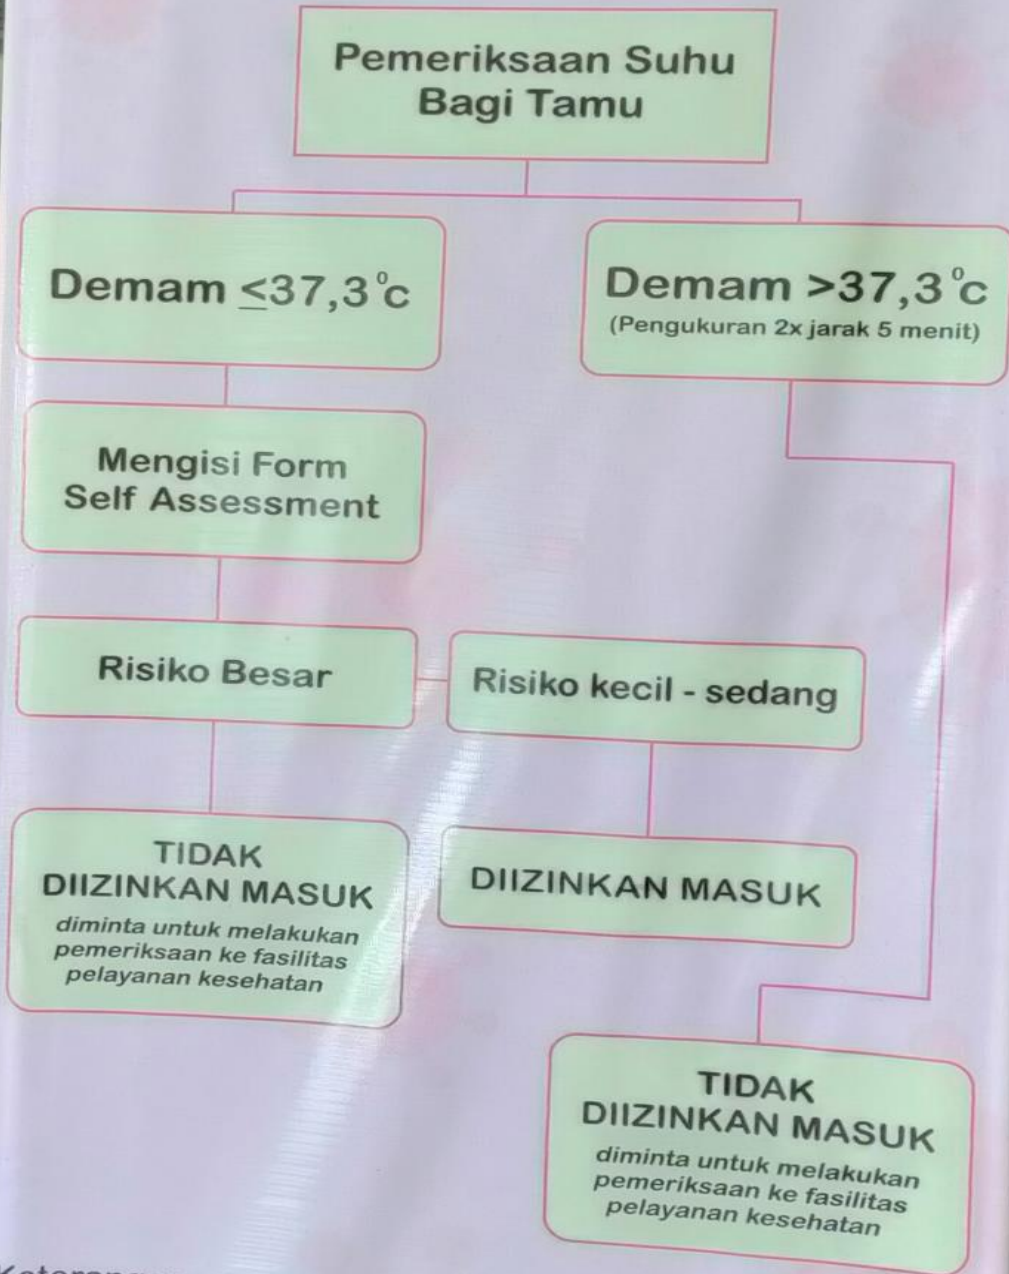 Pemeriksaan Suhu
Bagi Tamu
Demam ≤37,3°c
Demam >37,3°c
(Pengukuran 2x jarak 5 menit)
Mengisi Form
Self Assessment
Risiko Besar
Risiko kecil - sedang
TIDAK
DIIZINKAN MASUK
diminta untuk melakukan
pemeriksaan ke fasilitas
pelayanan kesehatan
DIIZINKAN MASUK
TIDAK
DIIZINKAN MASUK
diminta untuk melakukan
pemeriksaan ke fasilitas
pelayanan kesehatan